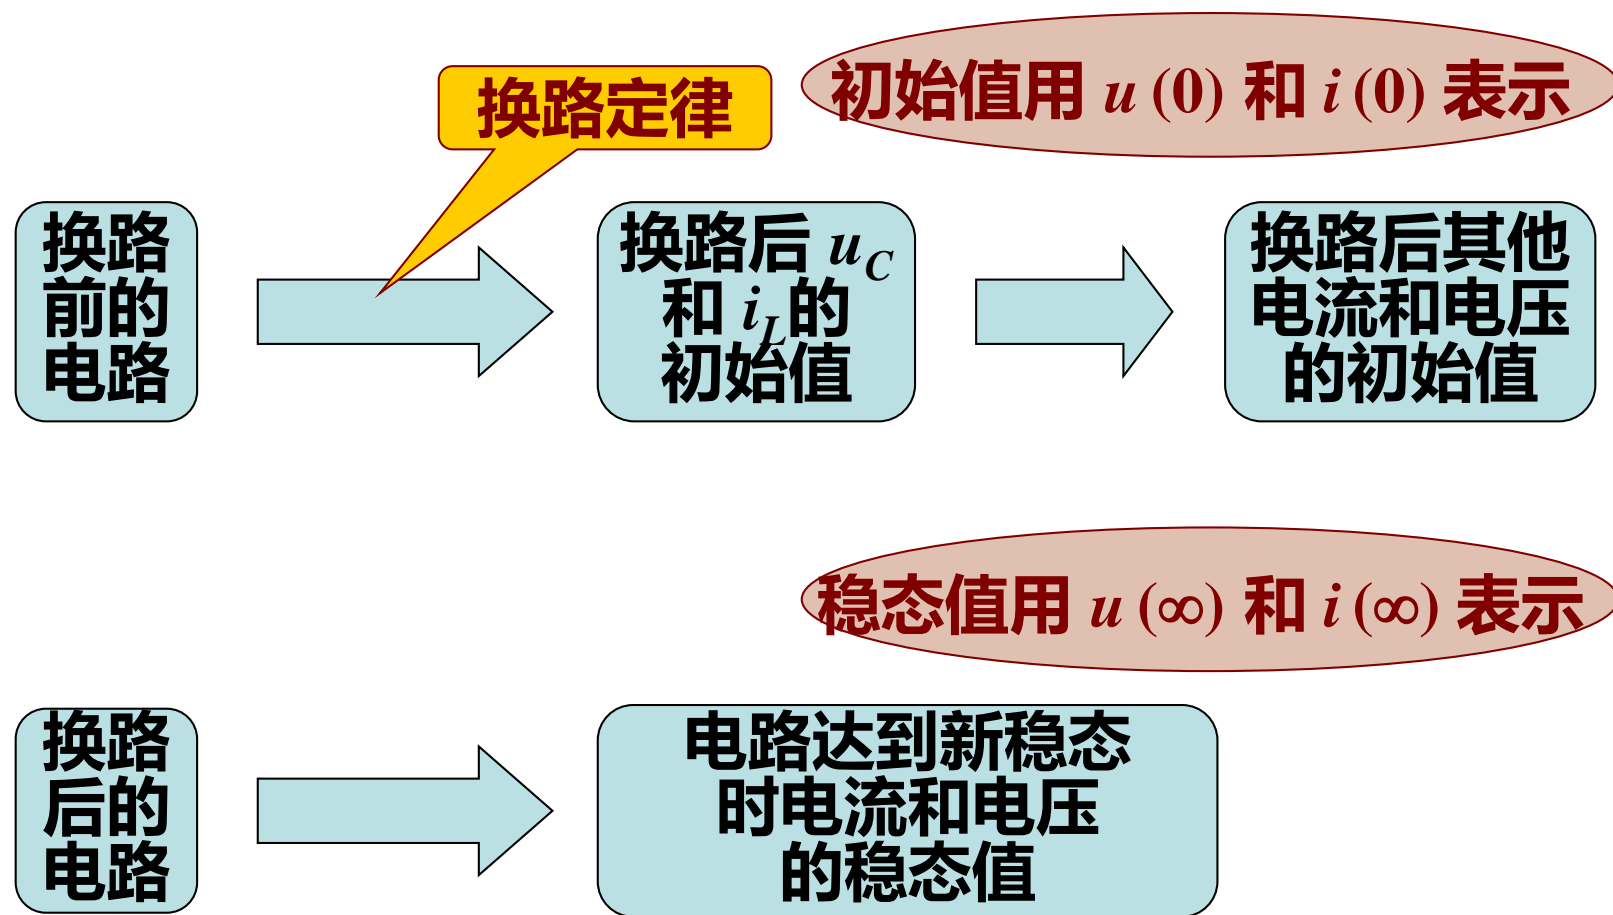 初始值用 u (0) 和 i (0) 表示
换路定律
换路
前的
电路
换路后 u_C
和 i_L的
初始值
换路后其他
电流和电压
的初始值
稳态值用 u (∞) 和 i (∞) 表示
换路
后的
电路
电路达到新稳态
时电流和电压
的稳态值